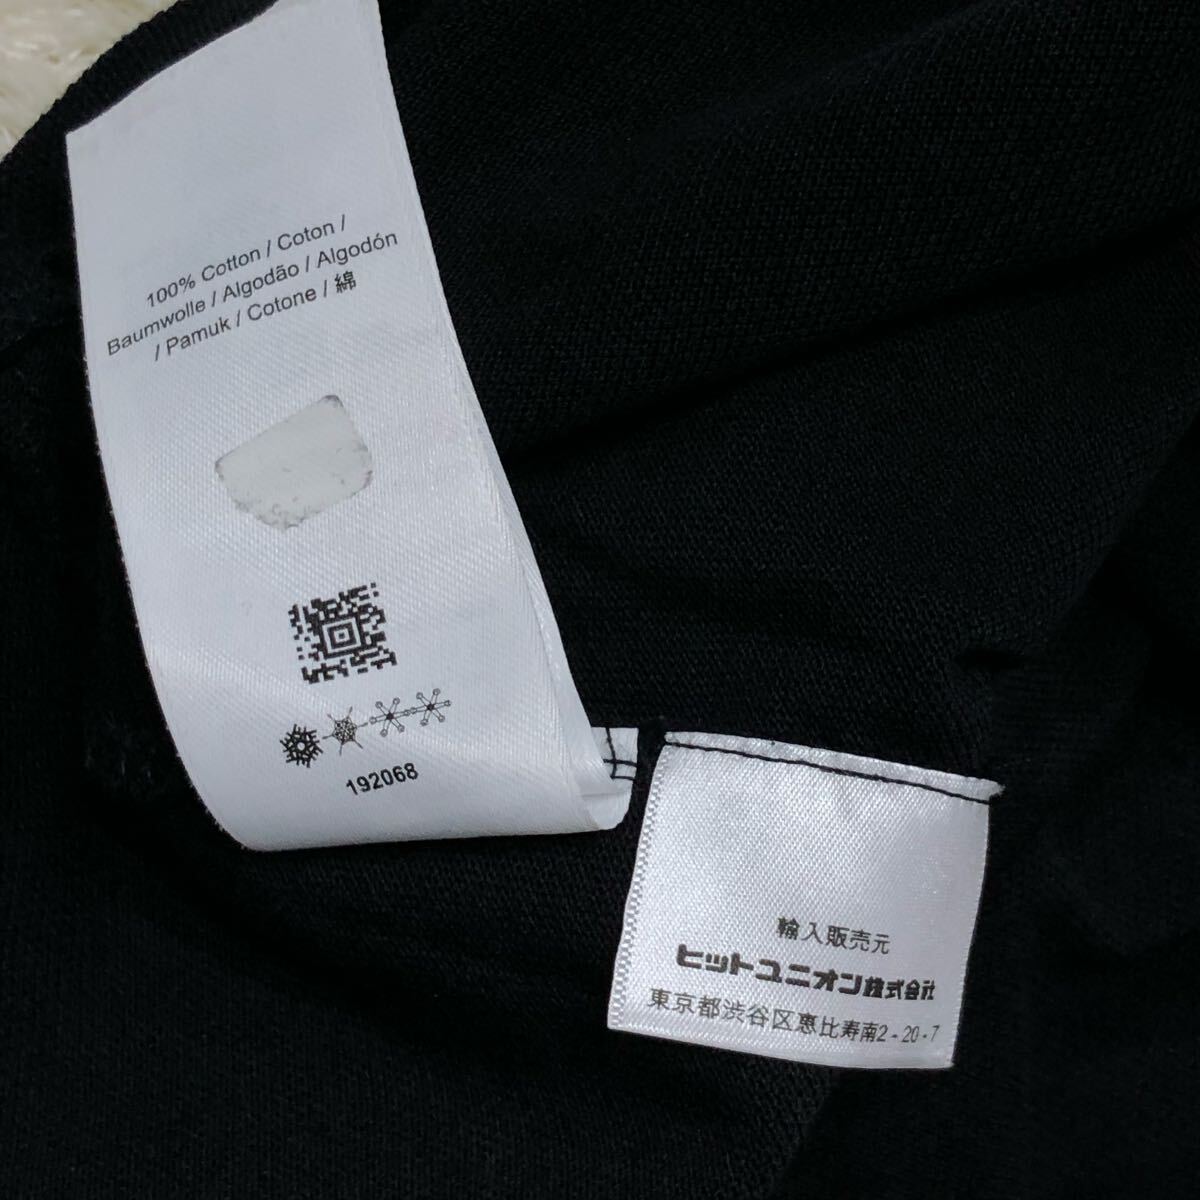 100% Cotton / Coton /
Baumwolle / Algodão / Algodón
/ Pamuk / Cotone / 綿
192068
輸入販売元
ヒットユニオン株式会社
東京都渋谷区恵比寿南2-20-7